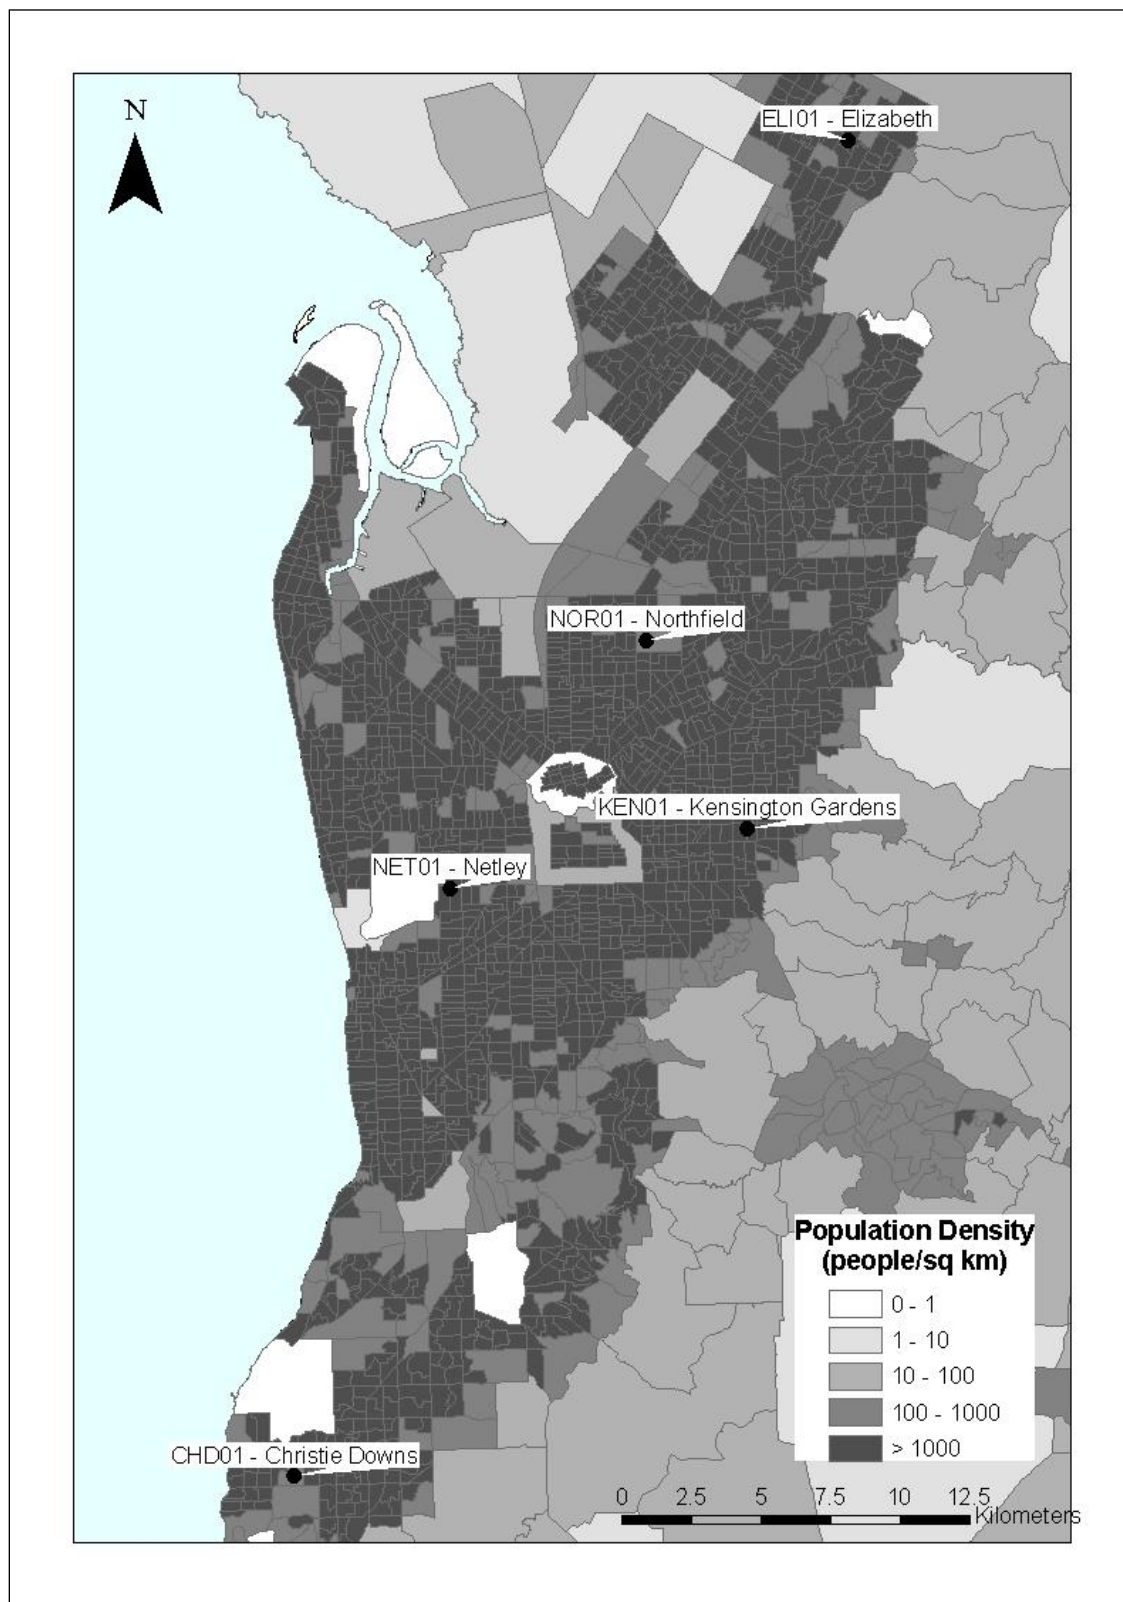 N
ELI01 - Elizabeth
NOR01 - Northfield
KEN01 - Kensington Gardens
NET01 - Netley
Population Density
(people/sq km)
0 - 1
1 - 10
10 - 100
100 - 1000
> 1000
CHD01 - Christie Downs
0 2.5 5 7.5 10 12.5
Kilometers